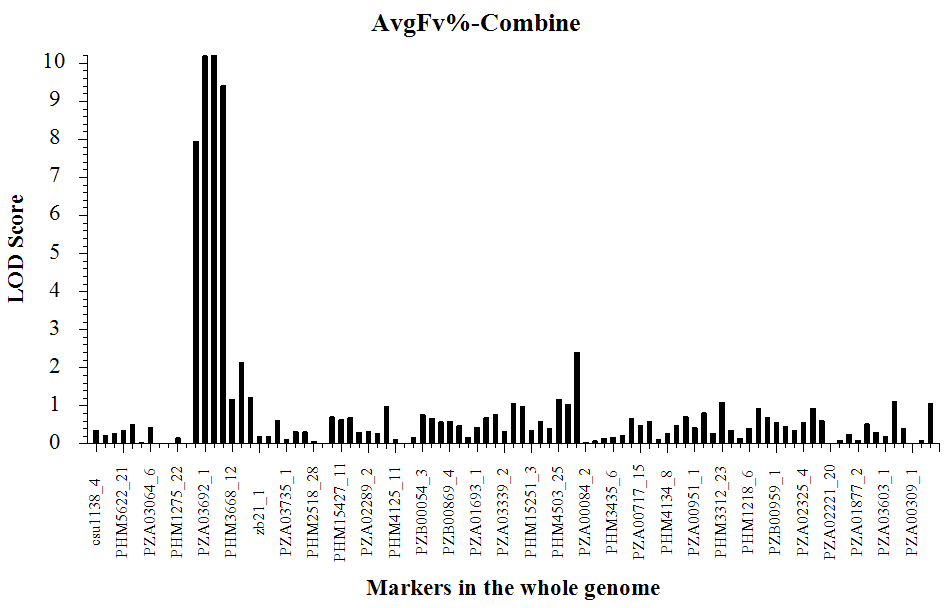 AvgFv%-Combine
10
9
8
7
6
5
4
3
2
1
0
LOD Score
csu1138_4
PHM5622_21
PZA03064_6
PHM1275_22
PZA03692_1
PHM3668_12
zb21_1
PZA03735_1
PHM2518_28
PHM15427_11
PZA02289_2
PHM4125_11
PZB00054_3
PZB00869_4
PZA01693_1
PZA03339_2
PHM15251_3
PHM4503_25
PZA00084_2
PHM3435_6
PZA00717_15
PHM4134_8
PZA00951_1
PHM3312_23
PHM1218_6
PZB00959_1
PZA02325_4
PZA02221_20
PZA01877_2
PZA03603_1
PZA00309_1
Markers in the whole genome